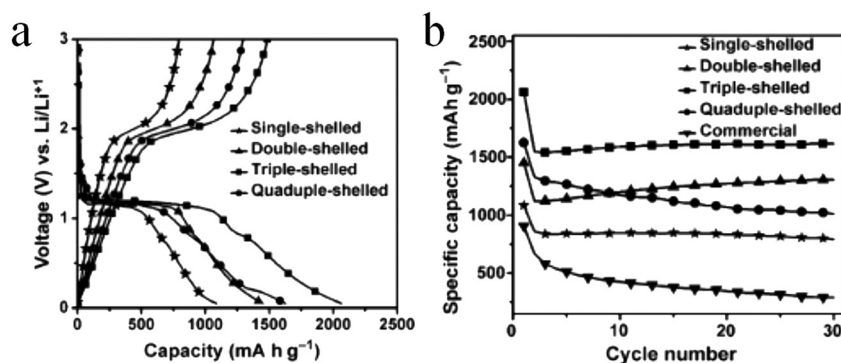 a
3
2
1
0
0
500
1000
1500
2000
2500
Voltage (V) vs. Li/Li⁺¹
Capacity (mA h g⁻¹)
Single-shelled
Double-shelled
Triple-shelled
Quaduple-shelled
b
2500
2000
1500
1000
500
0
10
20
30
Specific capacity (mAh g⁻¹)
Cycle number
Single-shelled
Double-shelled
Triple-shelled
Quaduple-shelled
Commercial